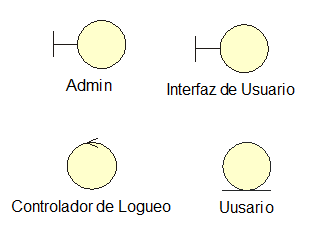 Admin
Interfaz de Usuario
Controlador de Logueo
Uusario